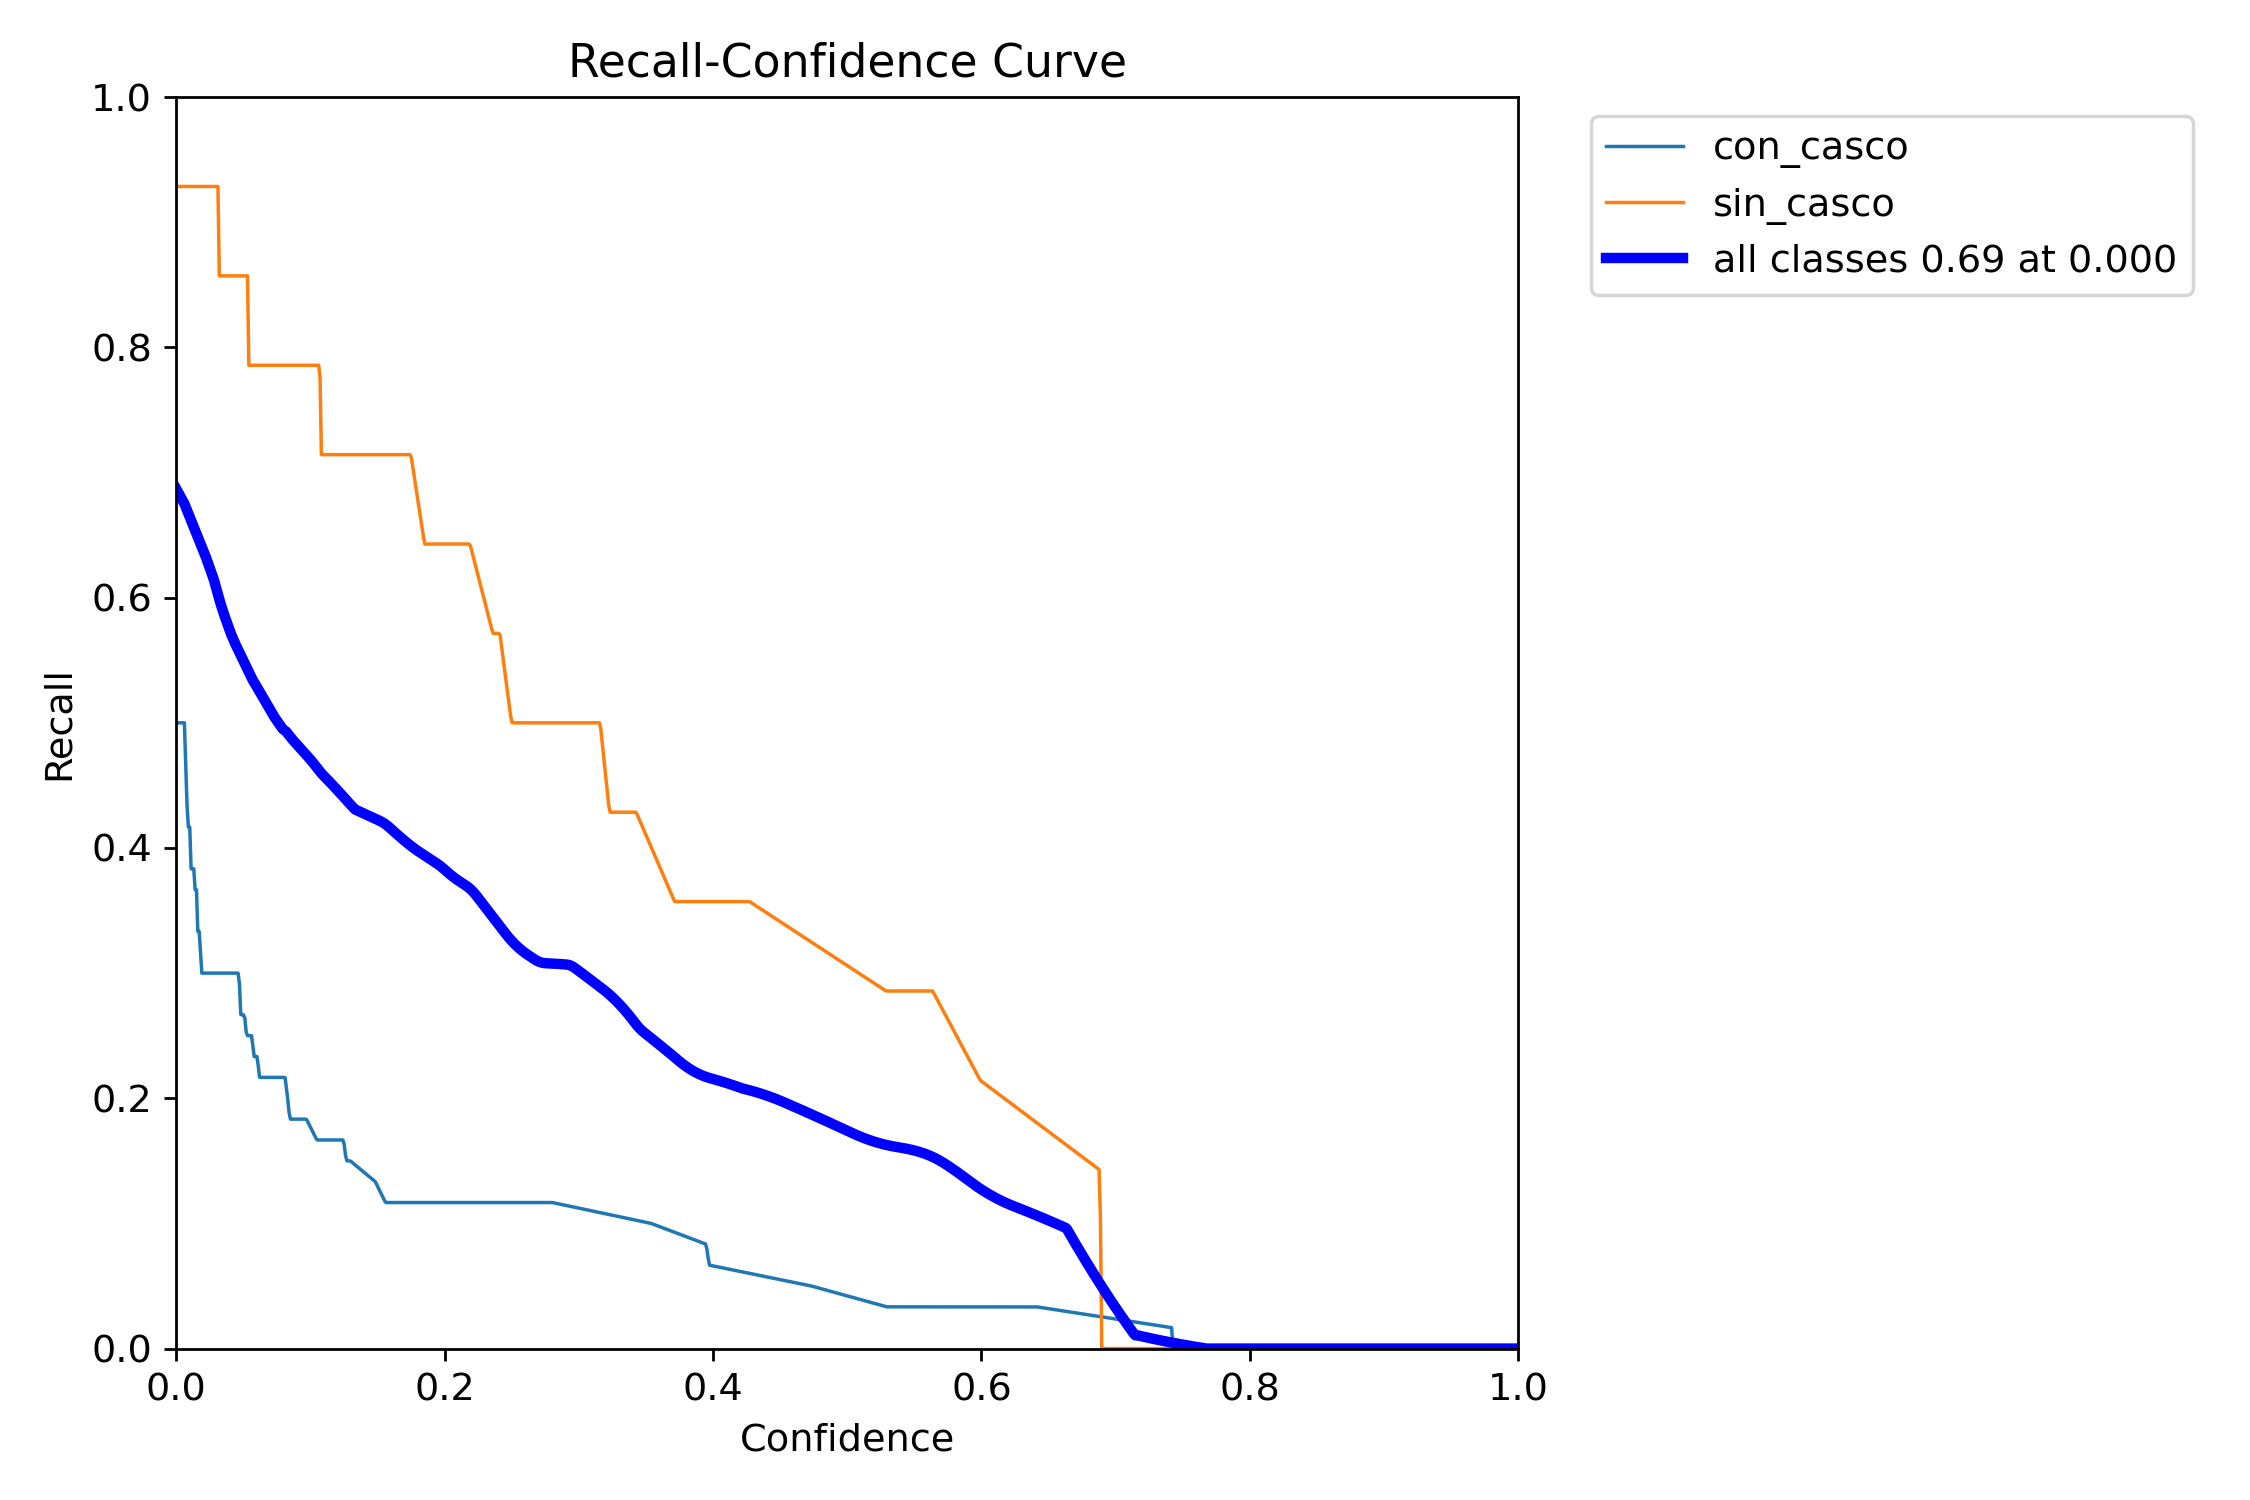 Recall-Confidence Curve
1.0
0.8
0.6
0.4
0.2
0.0
Recall
0.0 0.2 0.4 0.6 0.8 1.0
Confidence
con_casco
sin_casco
all classes 0.69 at 0.000